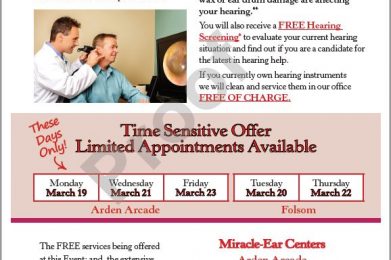 wax or ear drum damage are affecting
your hearing.**
You will also receive a FREE Hearing
Screening* to evaluate your current hearing
situation and find out if you are a candidate for
the latest in hearing help.
If you currently own hearing instruments
we will clean and service them in our office
FREE OF CHARGE.
These
Days
Only!
Time Sensitive Offer
Limited Appointments Available
Monday Wednesday Friday Tuesday Thursday
March 19 March 21 March 23 March 20 March 22
Arden Arcade Folsom
Proof
The FREE services being offered
at this Event; and, the extensive
Miracle-Ear Centers
Arden Arcade